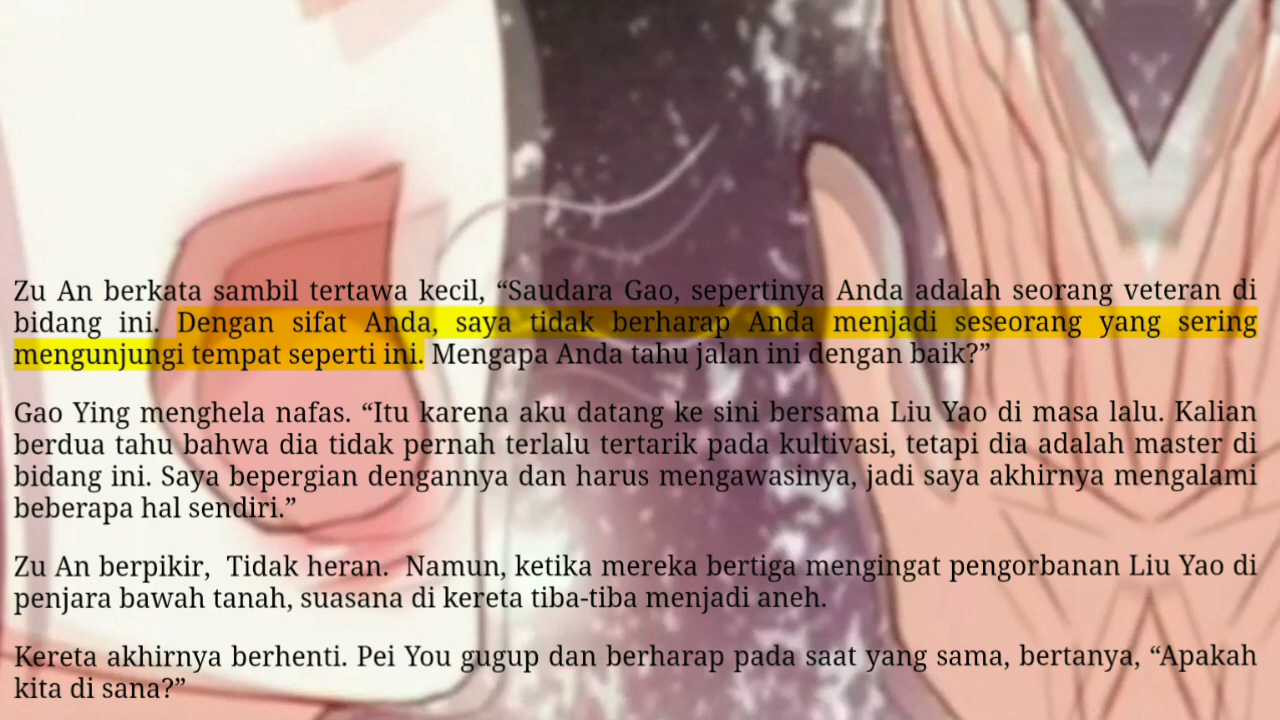 Zu An berkata sambil tertawa kecil, “Saudara Gao, sepertinya Anda adalah seorang veteran di
bidang ini. Dengan sifat Anda, saya tidak berharap Anda menjadi seseorang yang sering
mengunjungi tempat seperti ini. Mengapa Anda tahu jalan ini dengan baik?”
Gao Ying menghela nafas. “Itu karena aku datang ke sini bersama Liu Yao di masa lalu. Kalian
berdua tahu bahwa dia tidak pernah terlalu tertarik pada kultivasi, tetapi dia adalah master di
bidang ini. Saya bepergian dengannya dan harus mengawasinya, jadi saya akhirnya mengalami
beberapa hal sendiri.”
Zu An berpikir, Tidak heran. Namun, ketika mereka bertiga mengingat pengorbanan Liu Yao di
penjara bawah tanah, suasana di kereta tiba-tiba menjadi aneh.
Kereta akhirnya berhenti. Pei You gugup dan berharap pada saat yang sama, bertanya, “Apakah
kita di sana?”